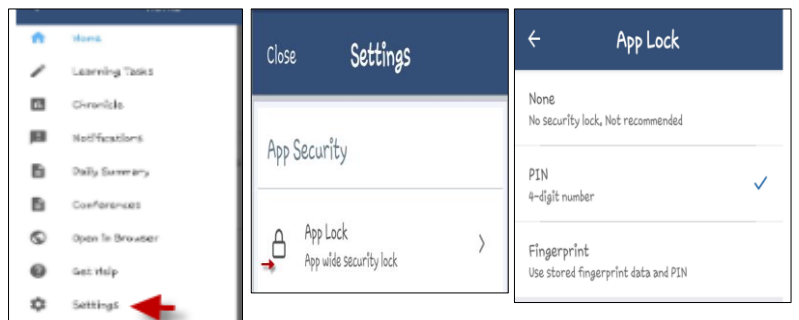 Home
Learning Tasks
Chronicle
Notifications
Daily Summary
Conferences
Open In Browser
Get Help
Settings
Close Settings
App Security
App Lock
App wide security lock
App Lock
None
No security lock, Not recommended
PIN
4-digit number
Fingerprint
Use stored fingerprint data and PIN